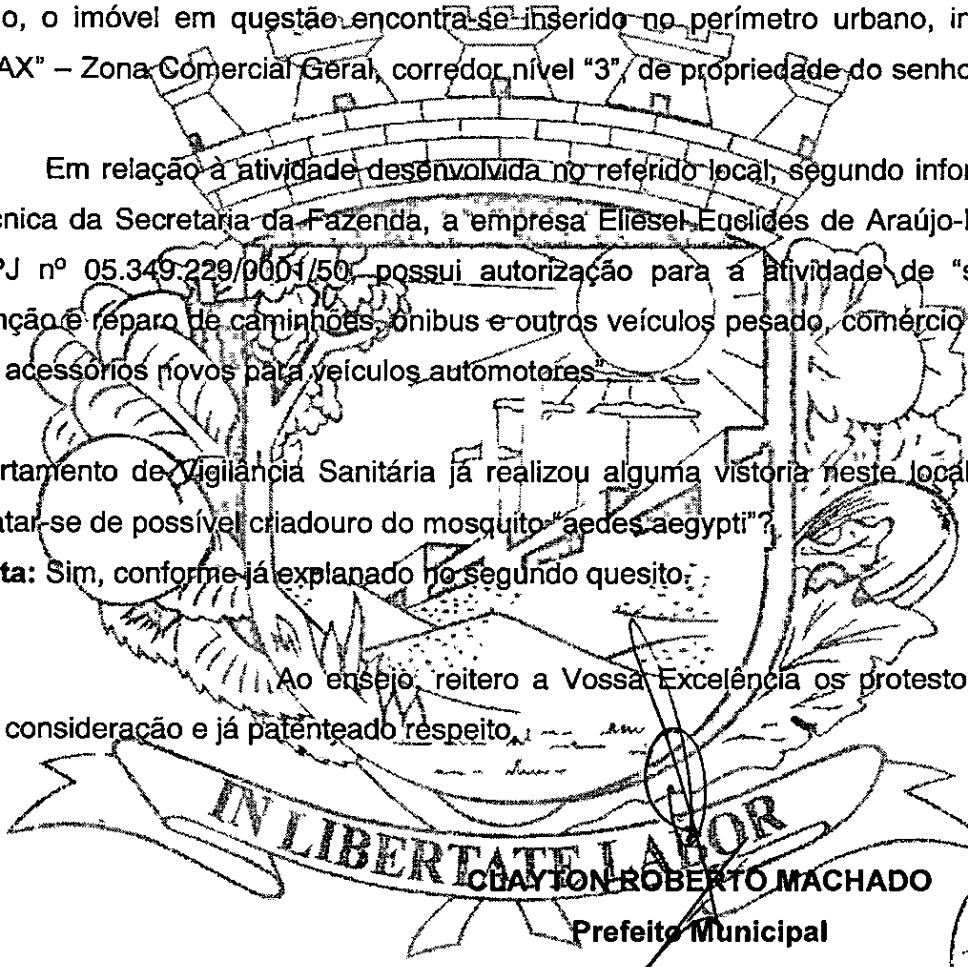 o, o imóvel em questão encontra-se inserido no perímetro urbano, in
AX” – Zona Comercial Geral, corredor nível “3”, de propriedade do senho
Em relação à atividade desenvolvida no referido local, segundo infor
cnica da Secretaria da Fazenda, a empresa Eliesel Euclides de Araújo-
PJ nº 05.349.229/0001/50, possui autorização para a atividade de “s
nção e reparo de caminhões, ônibus e outros veículos pesado, comércio
acessórios novos para veículos automotores”
rtamento de Vigilância Sanitária já realizou alguma vistoria neste local
atar-se de possível criadouro do mosquito “aedes aegypti”?
ta: Sim, conforme já explanado no segundo quesito.
Ao ensejo, reitero a Vossa Excelência os protesto
consideração e já patenteado respeito.
IN LIBERTATE LABOR
CLAYTON ROBERTO MACHADO
Prefeito Municipal